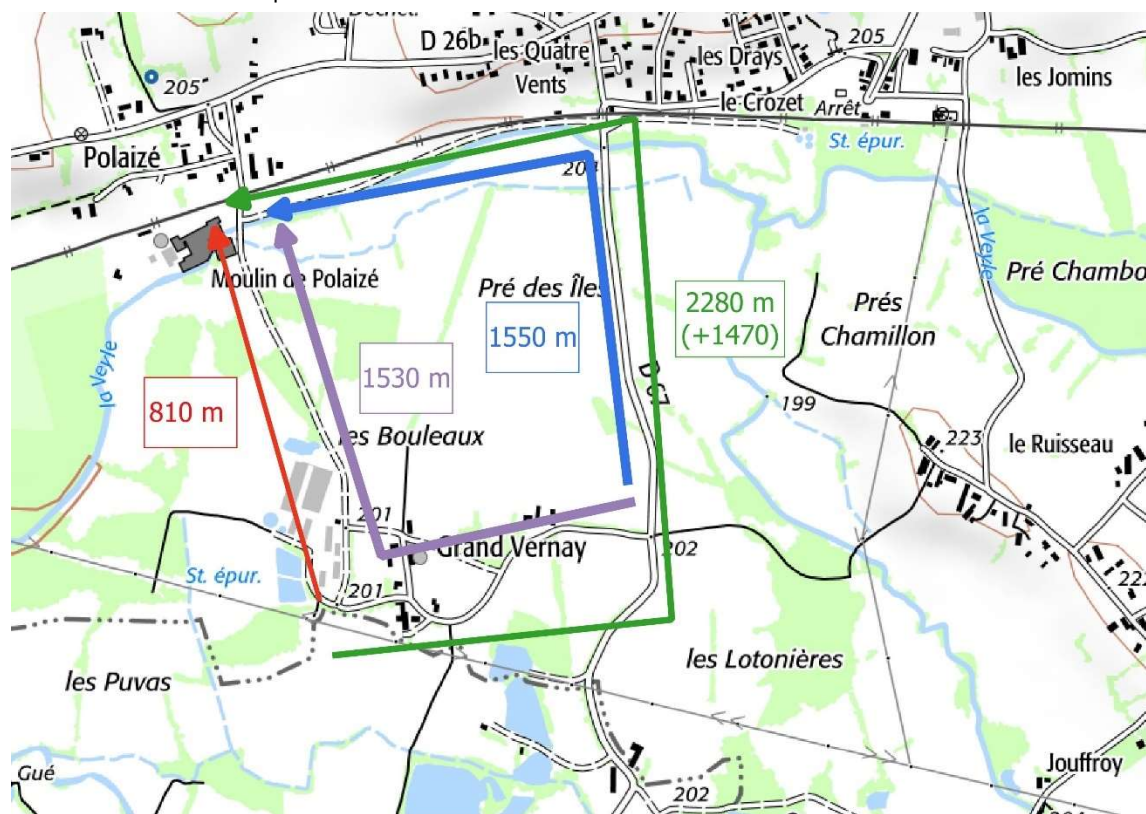 D 26b
les Quatre
Vents
les Drays
205
les Jomins
205
le Crozet
Arrêt
St. épur.
Polaizé
204
la Veyle
Moulin de Polaizé
Pré des Îles
2280 m
(+1470)
Prés
Chamillon
Pré Chambo
1550 m
la Veyle
1530 m
D 67
810 m
199
les Bouleaux
223
le Ruisseau
201
Grand Vernay
202
St. épur.
201
222
les Puvas
les Lotonières
Gué
Jouffroy
202